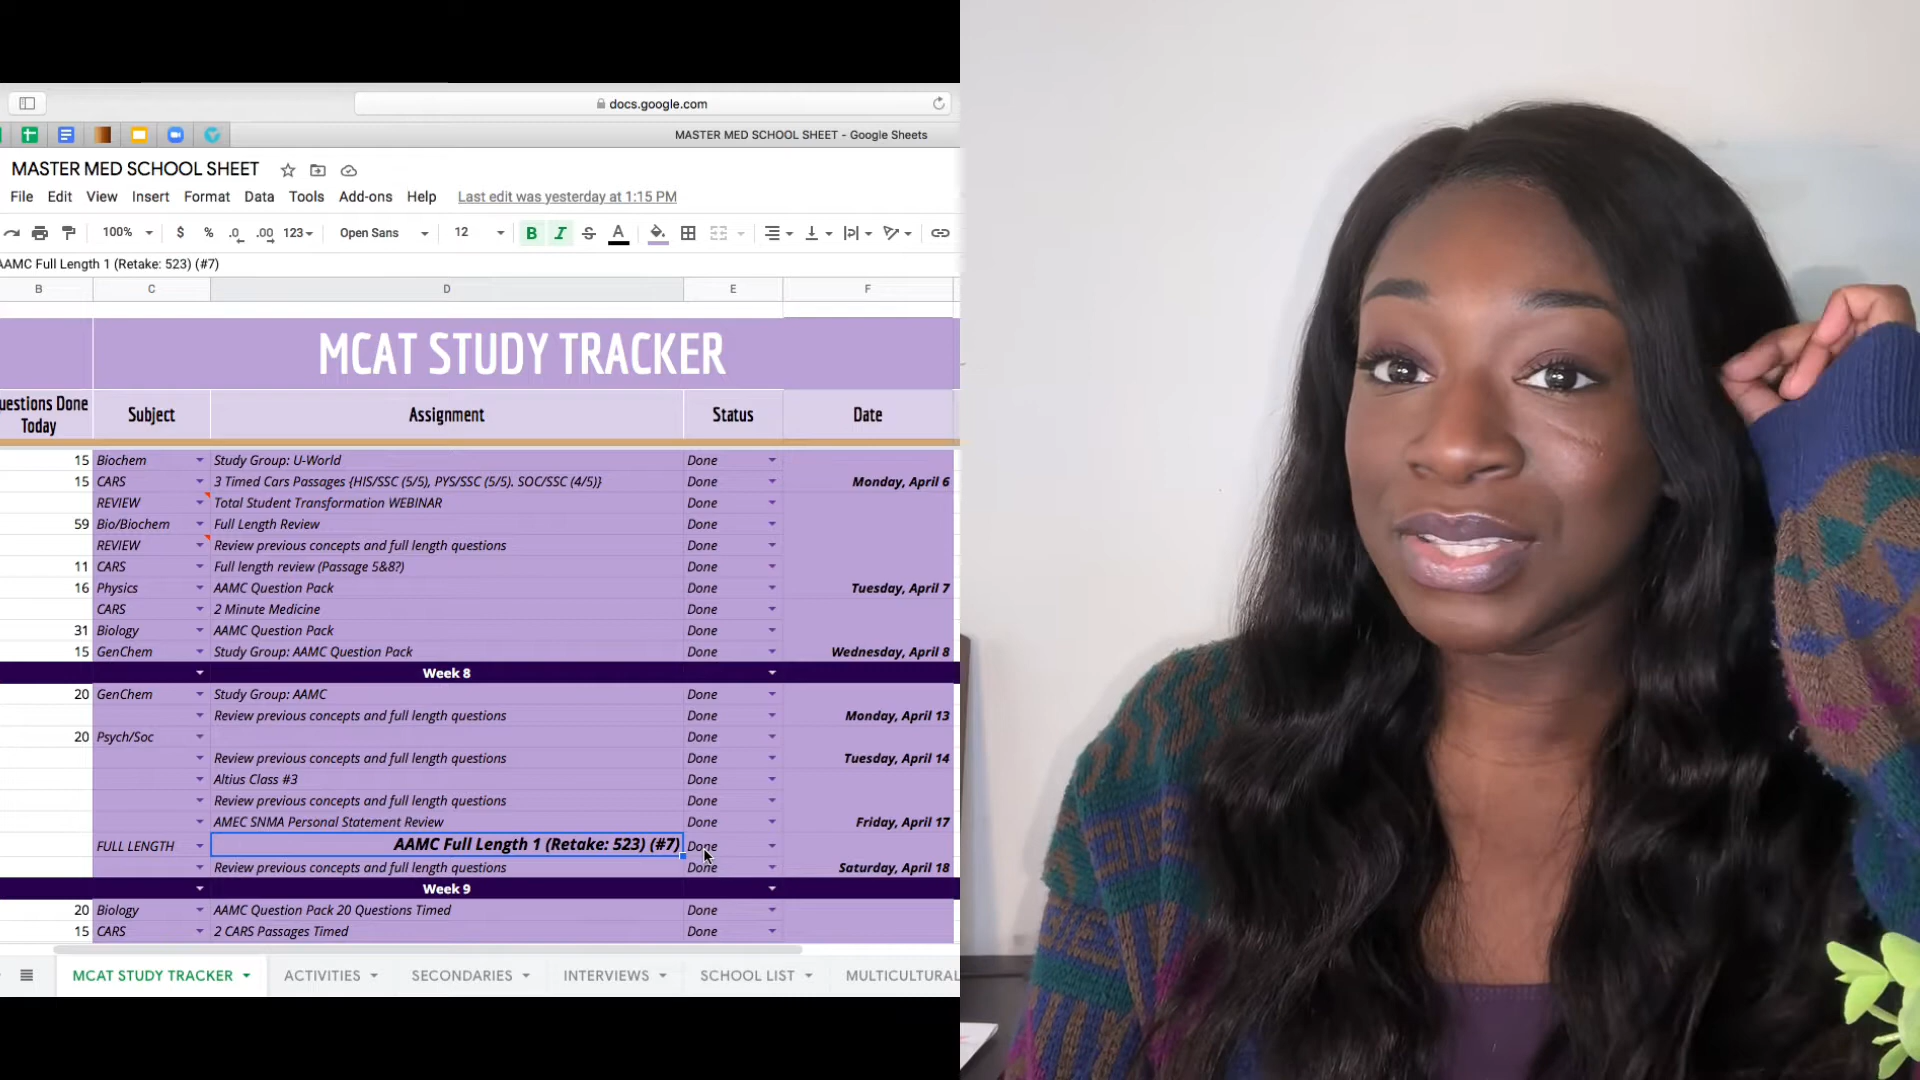 docs.google.com
MASTER MED SCHOOL SHEET - Google Sheets
MASTER MED SCHOOL SHEET
File Edit View Insert Format Data Tools Add-ons Help Last edit was yesterday at 1:15 PM
100% $ % .0 .00 123 Open Sans 12 B I S A
AAMC Full Length 1 (Retake: 523) (#7)
B C D E F
MCAT STUDY TRACKER
Questions Done Today Subject Assignment Status Date
15 Biochem Study Group: U-World Done
15 CARS 3 Timed Cars Passages {HIS/SSC (5/5), PYS/SSC (5/5). SOC/SSC (4/5)} Done Monday, April 6
REVIEW Total Student Transformation WEBINAR Done
59 Bio/Biochem Full Length Review Done
REVIEW Review previous concepts and full length questions Done
11 CARS Full length review (Passage 5&8?) Done
16 Physics AAMC Question Pack Done Tuesday, April 7
CARS 2 Minute Medicine Done
31 Biology AAMC Question Pack Done
15 GenChem Study Group: AAMC Question Pack Done Wednesday, April 8
Week 8
20 GenChem Study Group: AAMC Done
Review previous concepts and full length questions Done Monday, April 13
20 Psych/Soc Done
Review previous concepts and full length questions Done Tuesday, April 14
Altius Class #3 Done
Review previous concepts and full length questions Done
AMEC SNMA Personal Statement Review Done Friday, April 17
FULL LENGTH AAMC Full Length 1 (Retake: 523) (#7) Done
Review previous concepts and full length questions Done Saturday, April 18
Week 9
20 Biology AAMC Question Pack 20 Questions Timed Done
15 CARS 2 CARS Passages Timed Done
MCAT STUDY TRACKER ACTIVITIES SECONDARIES INTERVIEWS SCHOOL LIST MULTICULTURAL